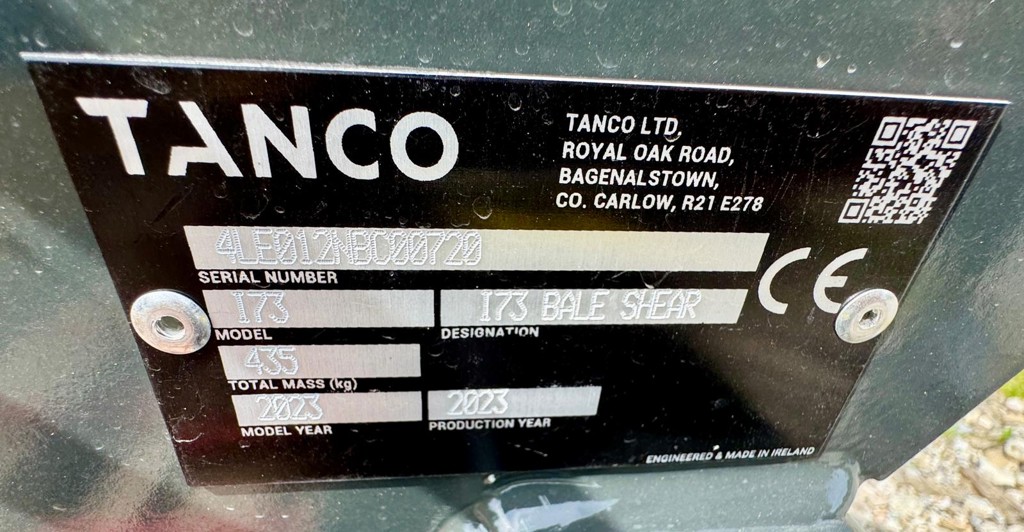 TANCO
TANCO LTD,
ROYAL OAK ROAD,
BAGENALSTOWN,
CO. CARLOW, R21 E278
4LE012NBC00720
SERIAL NUMBER
CE
I73
MODEL
I73 BALE SHEAR
DESIGNATION
435
TOTAL MASS (kg)
2023
MODEL YEAR
2023
PRODUCTION YEAR
ENGINEERED & MADE IN IRELAND